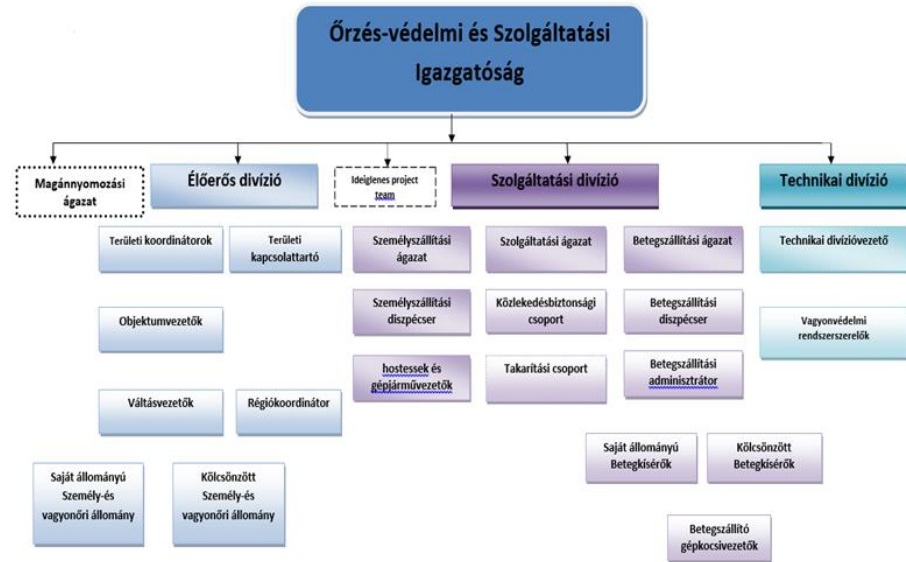 Őrzés-védelmi és Szolgáltatási
Igazgatóság
Magánnyomozási
ágazat
Élőerős divízió
Ideiglenes project
team
Szolgáltatási divízió
Technikai divízió
Területi koordinátorok
Területi
kapcsolattartó
Személyszállítási
ágazat
Szolgáltatási ágazat
Betegszállítási ágazat
Technikai divízióvezető
Objektumvezetők
Személyszállítási
diszpécser
Közlekedésbiztonsági
csoport
Betegszállítási
diszpécser
Vagyonvédelmi
rendszerszerelők
hostessek és
gépjárművezetők
Takarítási csoport
Betegszállítási
adminisztrátor
Váltásvezetők
Régiókoordinátor
Saját állományú
Személy-és
vagyonőri állomány
Kölcsönzött
Személy-és
vagyonőri állomány
Saját állományú
Betegkísérők
Kölcsönzött
Betegkísérők
Betegszállító
gépkocsivezetők